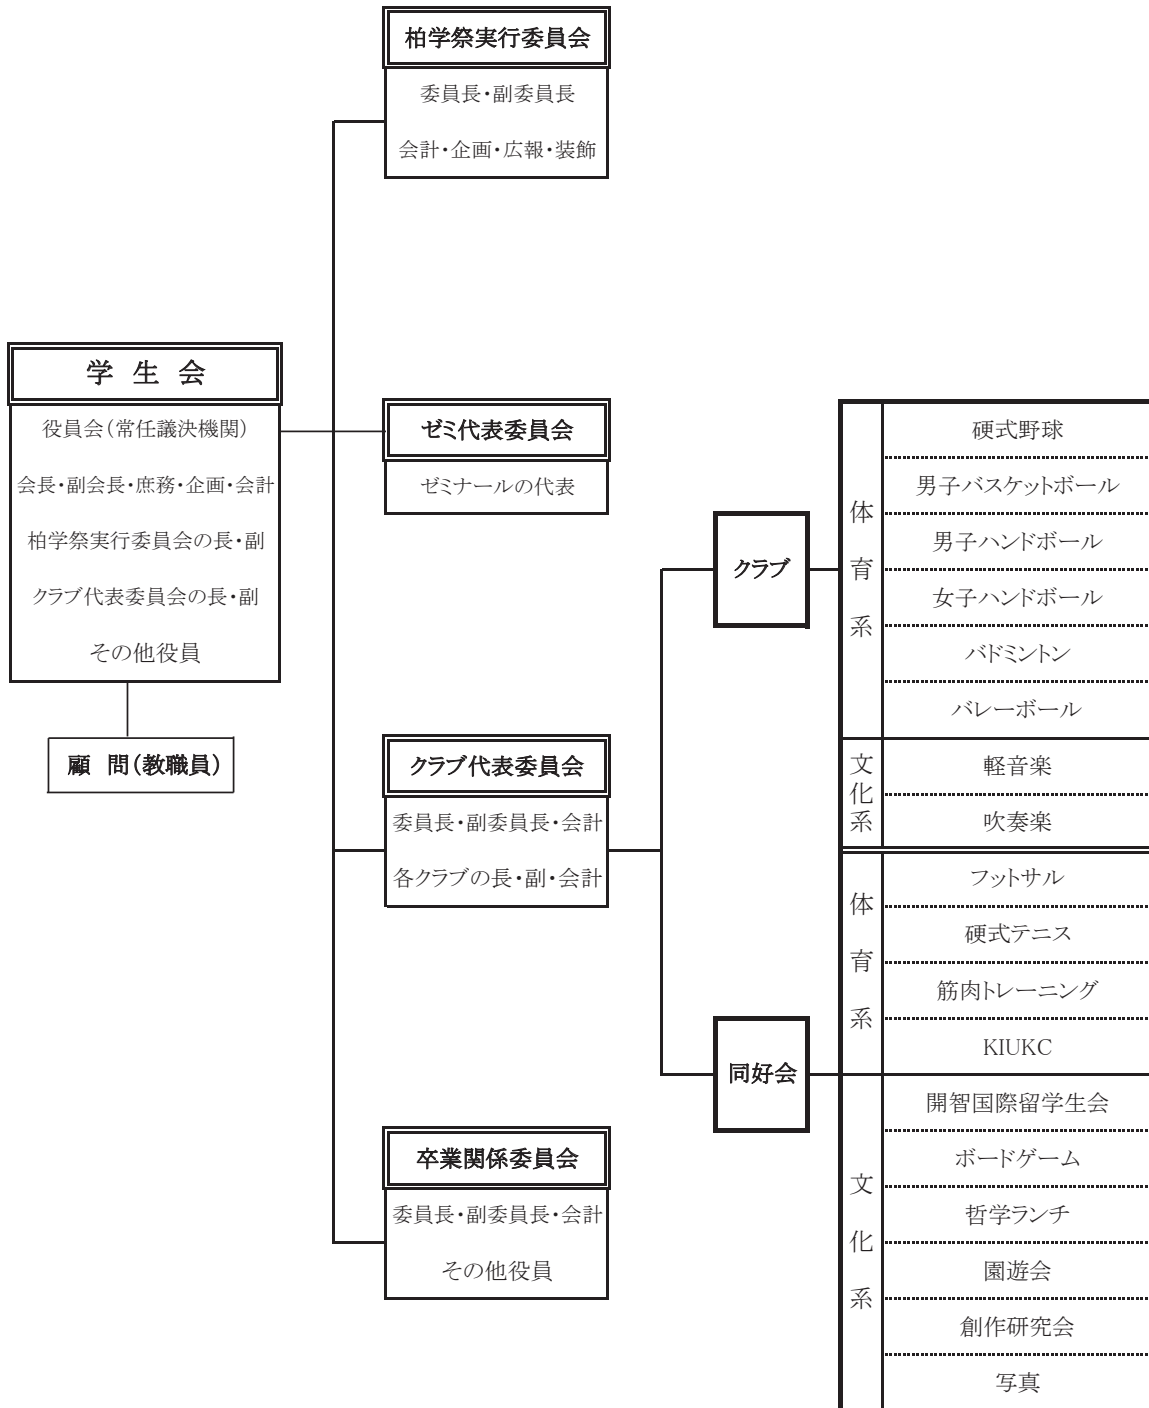 柏学祭実行委員会
委員長・副委員長
会計・企画・広報・装飾
学 生 会
役員会(常任議決機関)
会長・副会長・庶務・企画・会計
柏学祭実行委員会の長・副
クラブ代表委員会の長・副
その他役員
顧 問(教職員)
ゼミ代表委員会
ゼミナールの代表
クラブ代表委員会
委員長・副委員長・会計
各クラブの長・副・会計
卒業関係委員会
委員長・副委員長・会計
その他役員
クラブ
体育系
硬式野球
男子バスケットボール
男子ハンドボール
女子ハンドボール
バドミントン
バレーボール
文化系
軽音楽
吹奏楽
同好会
体育系
フットサル
硬式テニス
筋肉トレーニング
KIUKC
文化系
開智国際留学生会
ボードゲーム
哲学ランチ
園遊会
創作研究会
写真